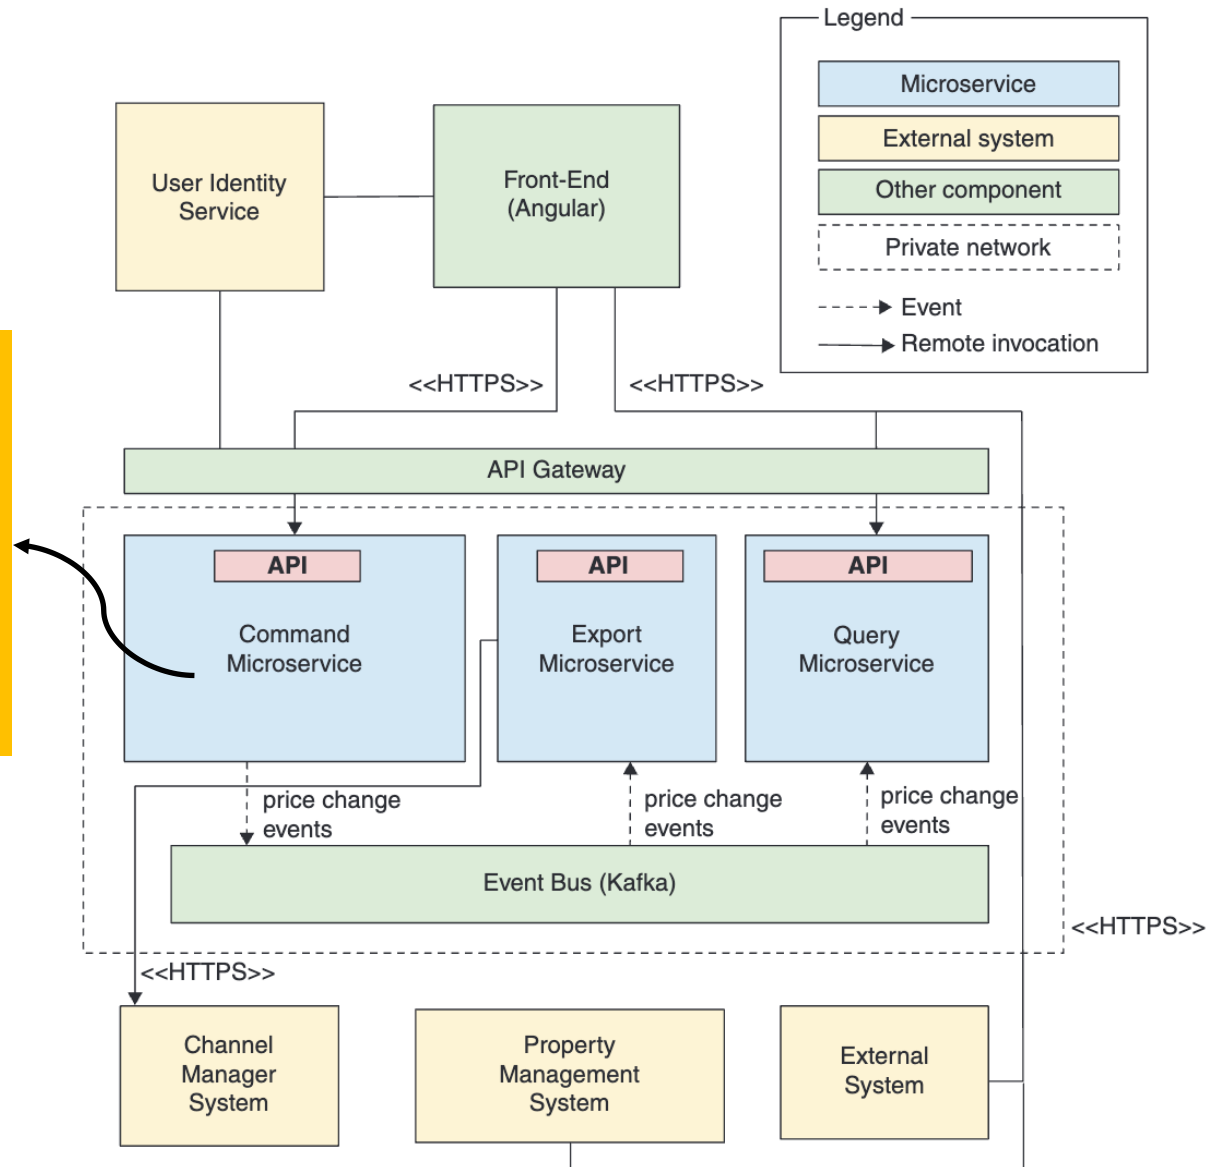 Legend
Microservice
External system
Other component
Private network
Event
Remote invocation
User Identity
Service
Front-End
(Angular)
<<HTTPS>>
<<HTTPS>>
API Gateway
API
Command
Microservice
API
Export
Microservice
API
Query
Microservice
price change
events
price change
events
price change
events
Event Bus (Kafka)
<<HTTPS>>
<<HTTPS>>
Channel
Manager
System
Property
Management
System
External
System